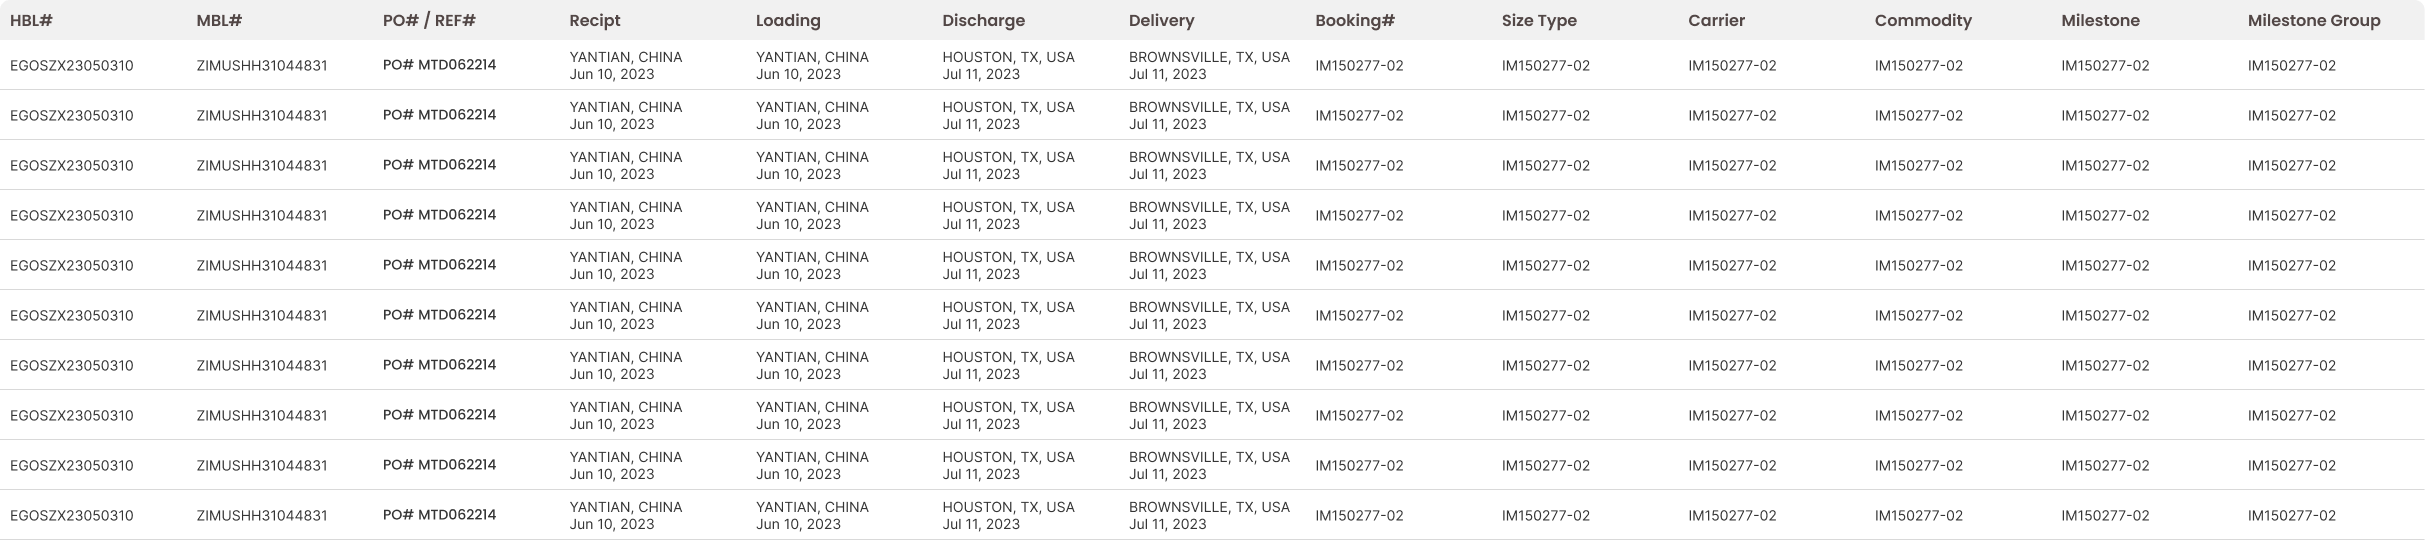 HBL# MBL# PO# / REF# Recipt Loading Discharge Delivery Booking# Size Type Carrier Commodity Milestone Milestone Group
EGOSZX23050310 ZIMUSHH31044831 PO# MTD062214 YANTIAN, CHINA YANTIAN, CHINA HOUSTON, TX, USA BROWNSVILLE, TX, USA IM150277-02 IM150277-02 IM150277-02 IM150277-02 IM150277-02 IM150277-02
Jun 10, 2023 Jun 10, 2023 Jul 11, 2023 Jul 11, 2023
EGOSZX23050310 ZIMUSHH31044831 PO# MTD062214 YANTIAN, CHINA YANTIAN, CHINA HOUSTON, TX, USA BROWNSVILLE, TX, USA IM150277-02 IM150277-02 IM150277-02 IM150277-02 IM150277-02 IM150277-02
Jun 10, 2023 Jun 10, 2023 Jul 11, 2023 Jul 11, 2023
EGOSZX23050310 ZIMUSHH31044831 PO# MTD062214 YANTIAN, CHINA YANTIAN, CHINA HOUSTON, TX, USA BROWNSVILLE, TX, USA IM150277-02 IM150277-02 IM150277-02 IM150277-02 IM150277-02 IM150277-02
Jun 10, 2023 Jun 10, 2023 Jul 11, 2023 Jul 11, 2023
EGOSZX23050310 ZIMUSHH31044831 PO# MTD062214 YANTIAN, CHINA YANTIAN, CHINA HOUSTON, TX, USA BROWNSVILLE, TX, USA IM150277-02 IM150277-02 IM150277-02 IM150277-02 IM150277-02 IM150277-02
Jun 10, 2023 Jun 10, 2023 Jul 11, 2023 Jul 11, 2023
EGOSZX23050310 ZIMUSHH31044831 PO# MTD062214 YANTIAN, CHINA YANTIAN, CHINA HOUSTON, TX, USA BROWNSVILLE, TX, USA IM150277-02 IM150277-02 IM150277-02 IM150277-02 IM150277-02 IM150277-02
Jun 10, 2023 Jun 10, 2023 Jul 11, 2023 Jul 11, 2023
EGOSZX23050310 ZIMUSHH31044831 PO# MTD062214 YANTIAN, CHINA YANTIAN, CHINA HOUSTON, TX, USA BROWNSVILLE, TX, USA IM150277-02 IM150277-02 IM150277-02 IM150277-02 IM150277-02 IM150277-02
Jun 10, 2023 Jun 10, 2023 Jul 11, 2023 Jul 11, 2023
EGOSZX23050310 ZIMUSHH31044831 PO# MTD062214 YANTIAN, CHINA YANTIAN, CHINA HOUSTON, TX, USA BROWNSVILLE, TX, USA IM150277-02 IM150277-02 IM150277-02 IM150277-02 IM150277-02 IM150277-02
Jun 10, 2023 Jun 10, 2023 Jul 11, 2023 Jul 11, 2023
EGOSZX23050310 ZIMUSHH31044831 PO# MTD062214 YANTIAN, CHINA YANTIAN, CHINA HOUSTON, TX, USA BROWNSVILLE, TX, USA IM150277-02 IM150277-02 IM150277-02 IM150277-02 IM150277-02 IM150277-02
Jun 10, 2023 Jun 10, 2023 Jul 11, 2023 Jul 11, 2023
EGOSZX23050310 ZIMUSHH31044831 PO# MTD062214 YANTIAN, CHINA YANTIAN, CHINA HOUSTON, TX, USA BROWNSVILLE, TX, USA IM150277-02 IM150277-02 IM150277-02 IM150277-02 IM150277-02 IM150277-02
Jun 10, 2023 Jun 10, 2023 Jul 11, 2023 Jul 11, 2023
EGOSZX23050310 ZIMUSHH31044831 PO# MTD062214 YANTIAN, CHINA YANTIAN, CHINA HOUSTON, TX, USA BROWNSVILLE, TX, USA IM150277-02 IM150277-02 IM150277-02 IM150277-02 IM150277-02 IM150277-02
Jun 10, 2023 Jun 10, 2023 Jul 11, 2023 Jul 11, 2023